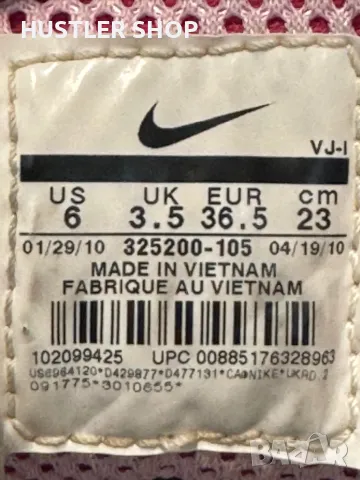 HUSTLER SHOP
VJ-I
US UK EUR cm
6 3.5 36.5 23
01/29/10 325200-105 04/19/10
MADE IN VIETNAM
FABRIQUE AU VIETNAM
102099425 UPC 00885176328963
US6964120*D429877*D477131*CA@NIKE*UKRD.2
091775*3010655*
BAZAR